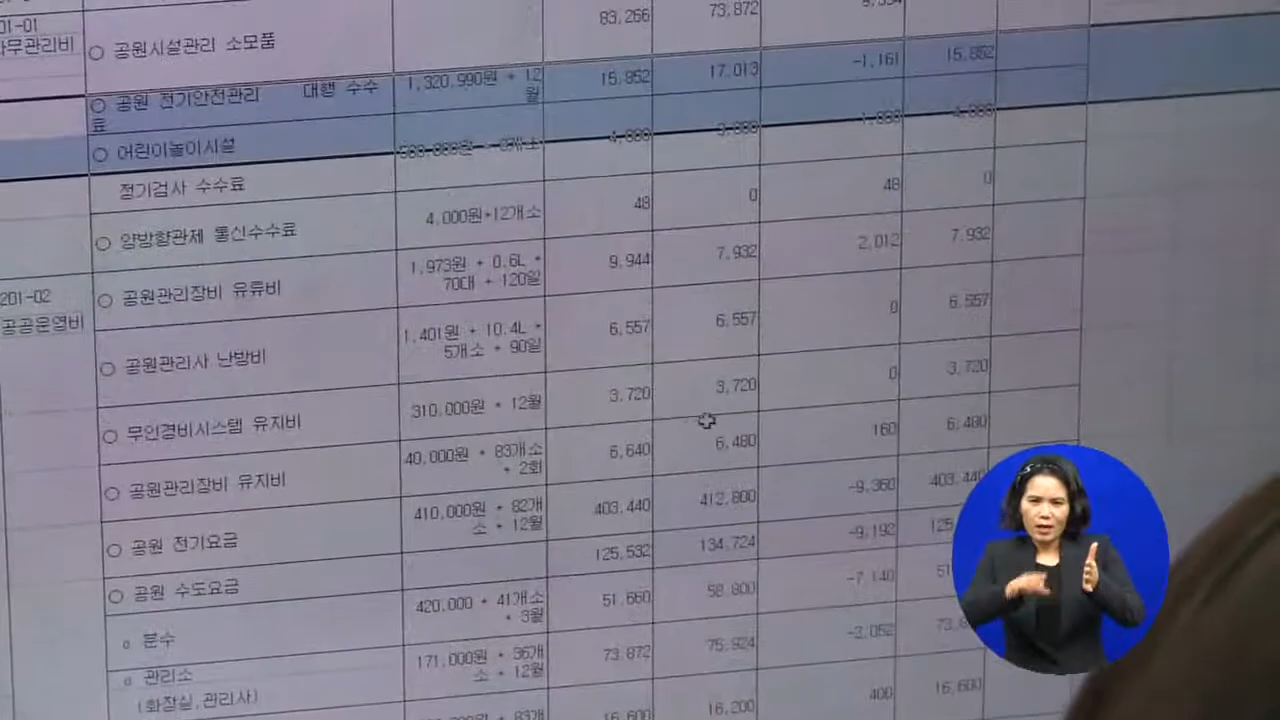 01-01
사무관리비
83,266
73,872
○ 공원시설관리 소모품
○ 공원 전기안전관리 대행 수수료
1,320,990원 * 12월
15,852
17,013
-1,161
15,852
○ 어린이놀이시설
정기검사 수수료
○ 양방향관제 통신수수료
4,000원*12개소
48
0
48
0
201-02
공공운영비
○ 공원관리장비 유류비
1,973원 * 0.6L *
70대 * 120일
9,944
7,932
2,012
7,932
○ 공원관리사 난방비
1,401원 * 10.4L *
5개소 * 90일
6,557
6,557
0
6,557
○ 무인경비시스템 유지비
310,000원 * 12월
3,720
3,720
0
3,720
○ 공원관리장비 유지비
40,000원 * 83개소
* 2회
6,640
6,480
160
6,480
○ 공원 전기요금
410,000원 * 82개
소 * 12월
403,440
412,800
-9,360
403,440
○ 공원 수도요금
125,532
134,724
-9,192
125
o 분수
420,000 * 41개소
* 3월
51,660
58,800
-7,140
51
o 관리소
(화장실,관리사)
171,000원 * 36개
소 * 12월
73,872
75,924
-3,052
16,600
16,200
400
16,600